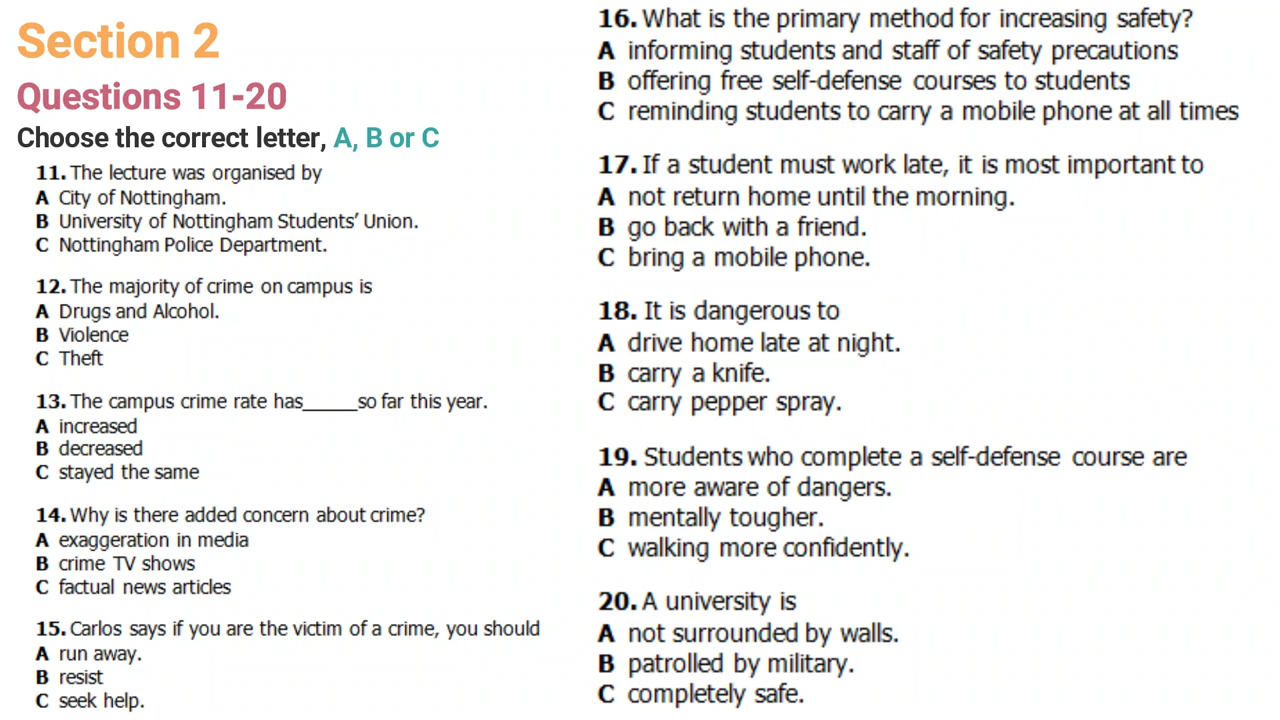 Section 2
Questions 11-20
Choose the correct letter, A, B or C
11. The lecture was organised by
A City of Nottingham.
B University of Nottingham Students' Union.
C Nottingham Police Department.
12. The majority of crime on campus is
A Drugs and Alcohol.
B Violence
C Theft
13. The campus crime rate has_____so far this year.
A increased
B decreased
C stayed the same
14. Why is there added concern about crime?
A exaggeration in media
B crime TV shows
C factual news articles
15. Carlos says if you are the victim of a crime, you should
A run away.
B resist
C seek help.
16. What is the primary method for increasing safety?
A informing students and staff of safety precautions
B offering free self-defense courses to students
C reminding students to carry a mobile phone at all times
17. If a student must work late, it is most important to
A not return home until the morning.
B go back with a friend.
C bring a mobile phone.
18. It is dangerous to
A drive home late at night.
B carry a knife.
C carry pepper spray.
19. Students who complete a self-defense course are
A more aware of dangers.
B mentally tougher.
C walking more confidently.
20. A university is
A not surrounded by walls.
B patrolled by military.
C completely safe.